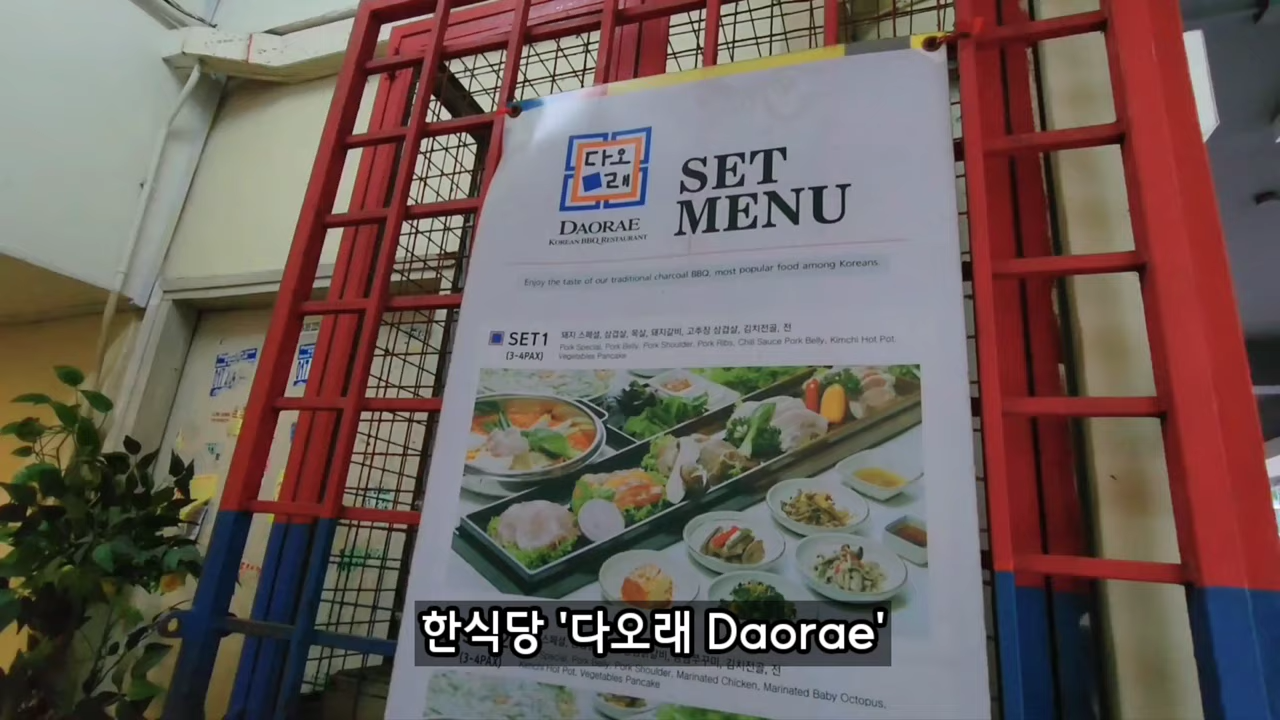 다오
래
DAORAE
KOREAN BBQ RESTAURANT
SET
MENU
Enjoy the taste of our traditional charcoal BBQ, most popular food among Koreans.
SET1
(3-4PAX)
돼지 스페셜, 삼겹살, 목살, 돼지갈비, 고추장 삼겹살, 김치전골, 전
Pork Special, Pork Belly, Pork Shoulder, Pork Ribs, Chili Sauce Pork Belly, Kimchi Hot Pot,
Vegetables Pancake
한식당 '다오래 Daorae'
김치전골, 전
(3-4PAX)
Special, Pork Belly, Pork Shoulder, Marinated Chicken, Marinated Baby Octopus,
Kimchi Hot Pot, Vegetables Pancake